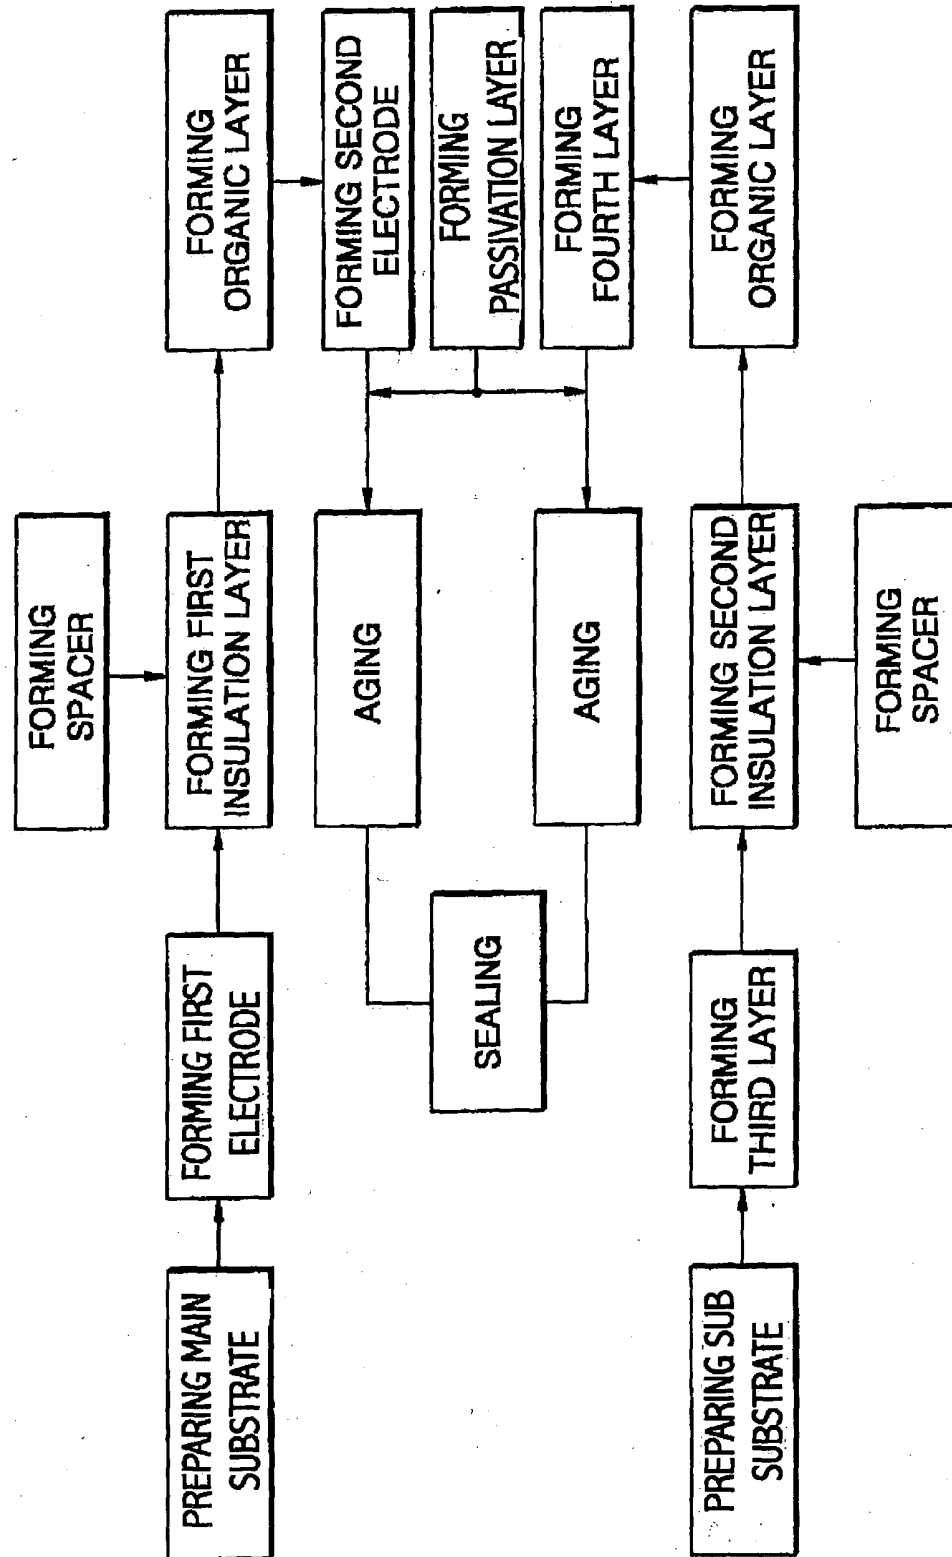 PREPARING MAIN
SUBSTRATE
FORMING FIRST
ELECTRODE
FORMING
SPACER
FORMING FIRST
INSULATION LAYER
FORMING
ORGANIC LAYER
FORMING SECOND
ELECTRODE
FORMING
PASSIVATION LAYER
FORMING
FOURTH LAYER
AGING
AGING
SEALING
PREPARING SUB
SUBSTRATE
FORMING
THIRD LAYER
FORMING SECOND
INSULATION LAYER
FORMING
SPACER
FORMING
ORGANIC LAYER